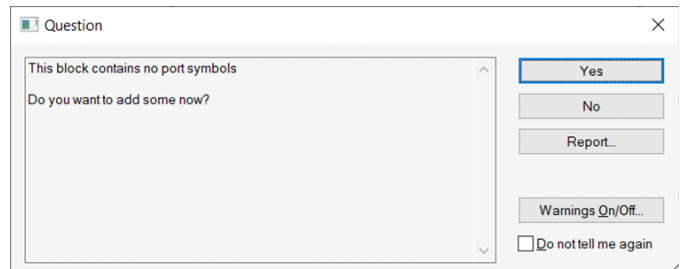 Question
This block contains no port symbols
Do you want to add some now?
Yes
No
Report...
Warnings On/Off...
Do not tell me again